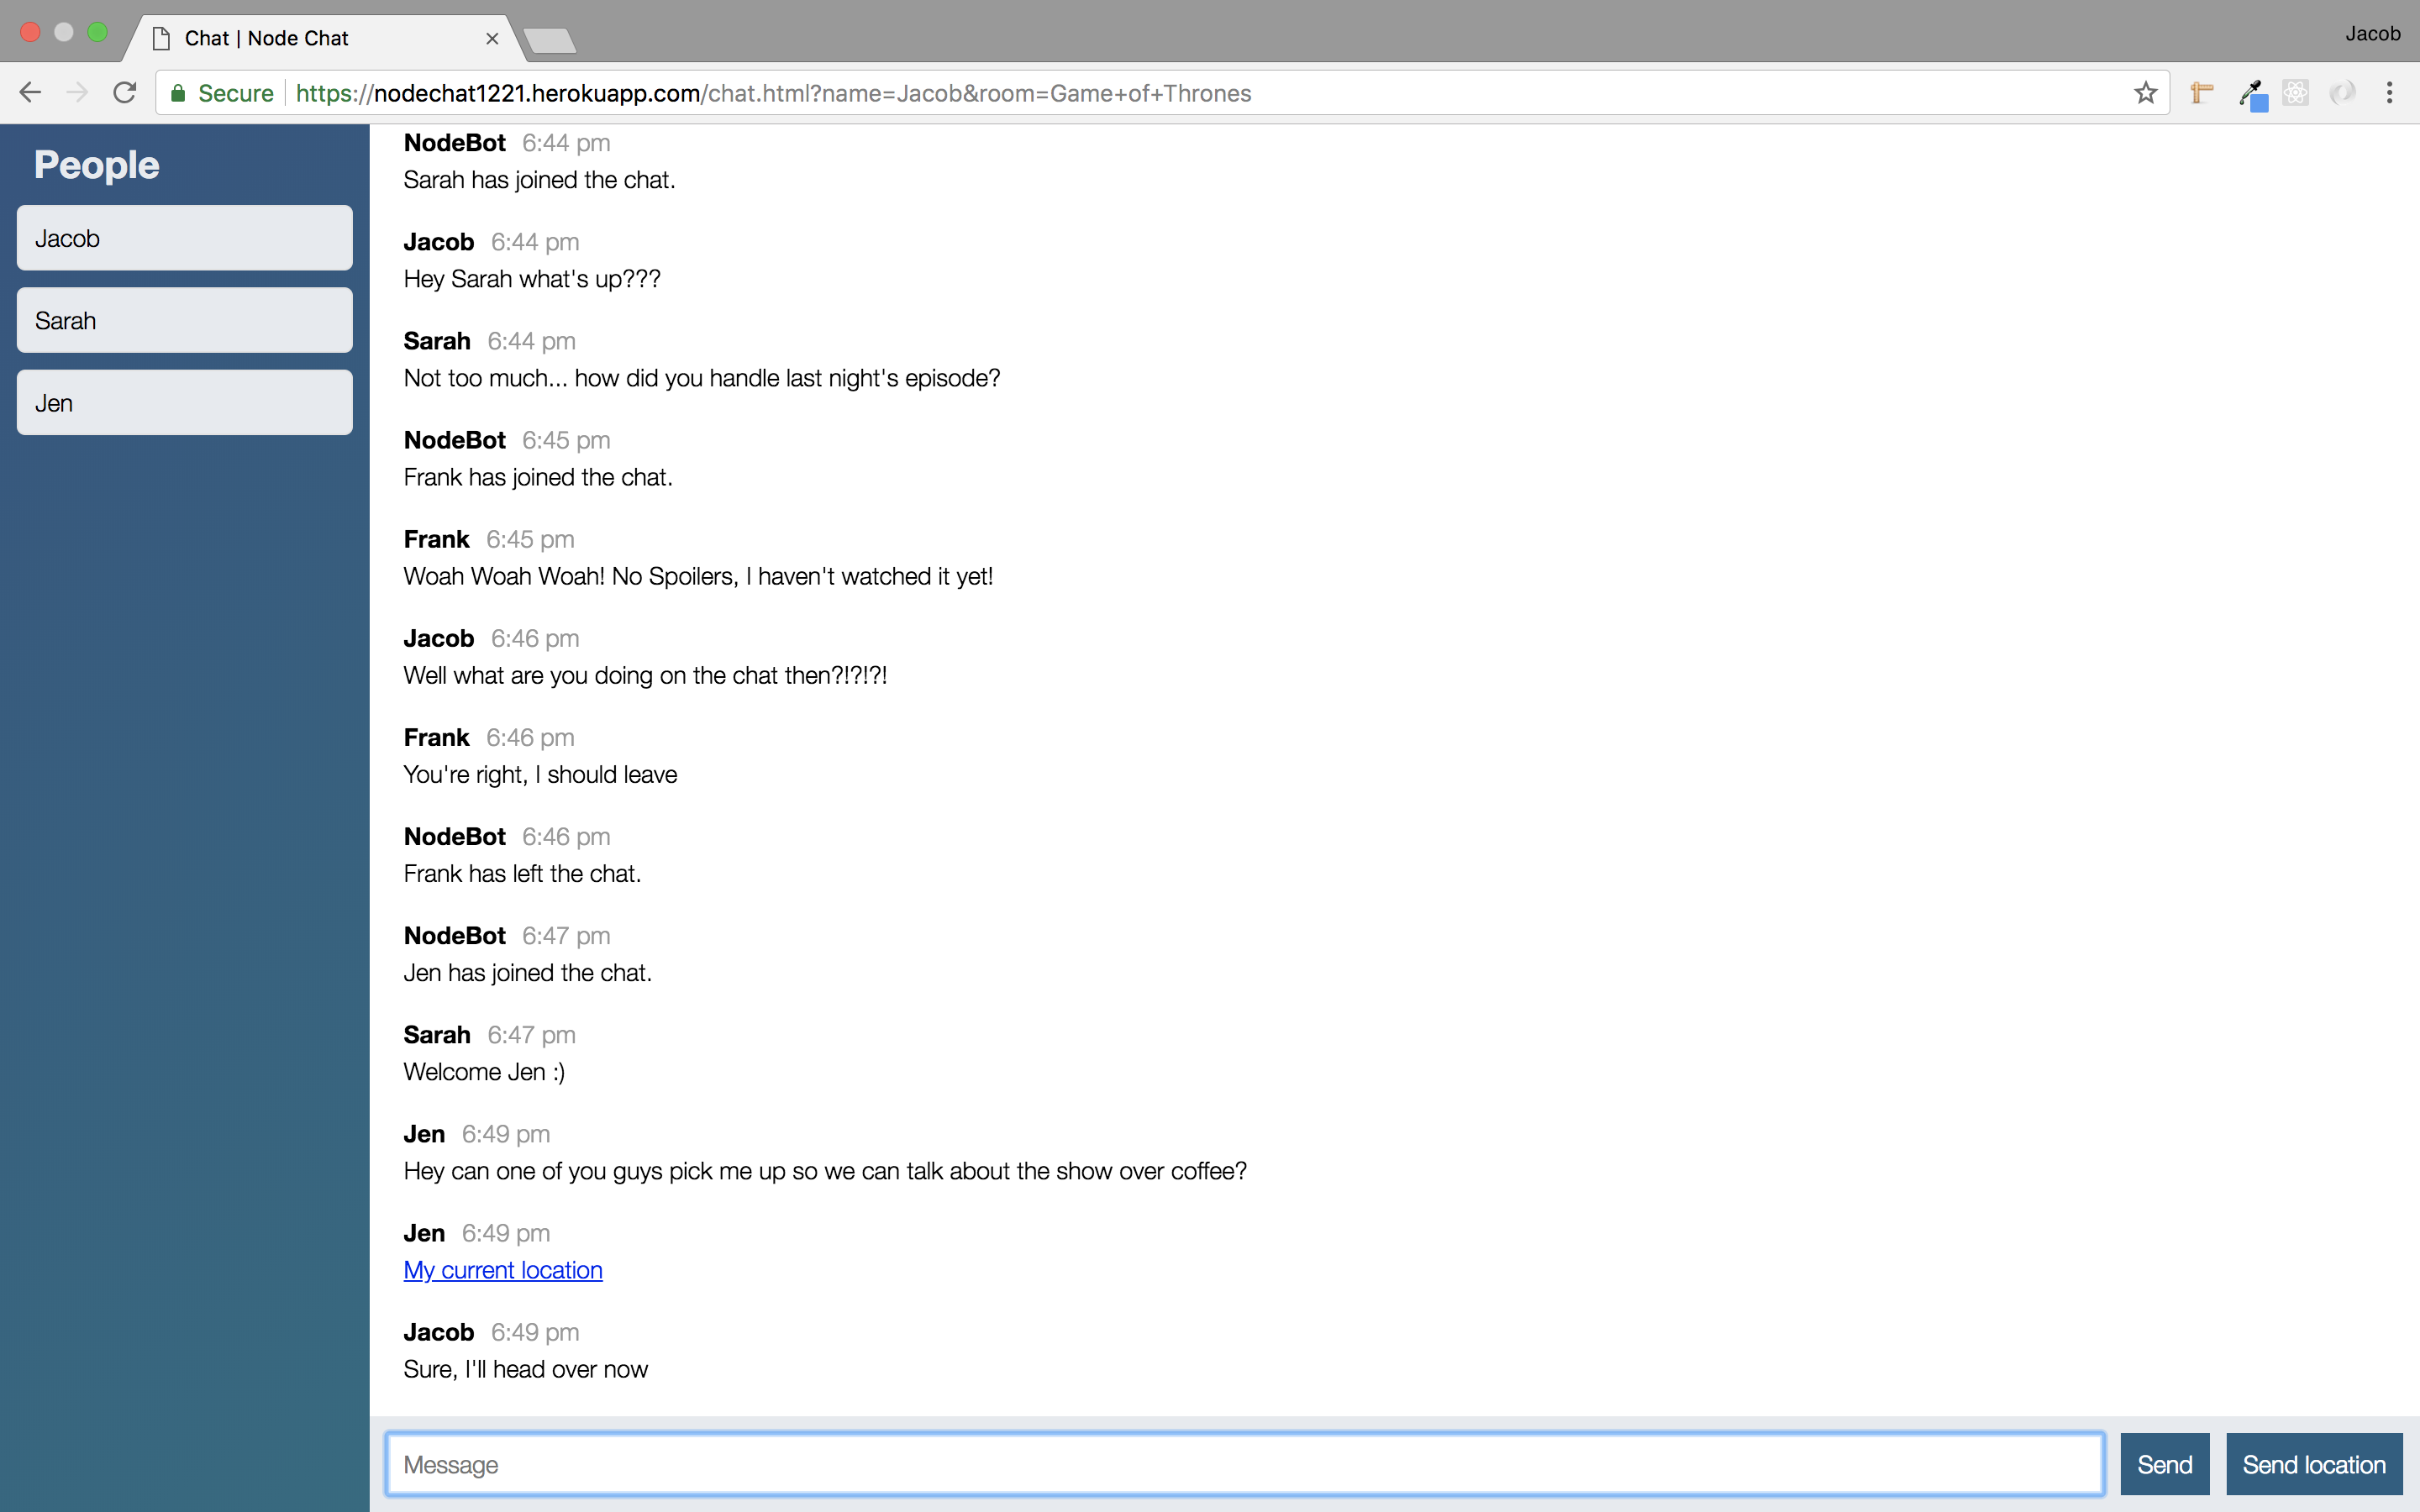 Chat | Node Chat
Jacob
Secure https://nodechat1221.herokuapp.com/chat.html?name=Jacob&room=Game+of+Thrones
People
Jacob
Sarah
Jen
NodeBot 6:44 pm
Sarah has joined the chat.
Jacob 6:44 pm
Hey Sarah what's up???
Sarah 6:44 pm
Not too much... how did you handle last night's episode?
NodeBot 6:45 pm
Frank has joined the chat.
Frank 6:45 pm
Woah Woah Woah! No Spoilers, I haven't watched it yet!
Jacob 6:46 pm
Well what are you doing on the chat then?!?!?!
Frank 6:46 pm
You're right, I should leave
NodeBot 6:46 pm
Frank has left the chat.
NodeBot 6:47 pm
Jen has joined the chat.
Sarah 6:47 pm
Welcome Jen :)
Jen 6:49 pm
Hey can one of you guys pick me up so we can talk about the show over coffee?
Jen 6:49 pm
My current location
Jacob 6:49 pm
Sure, I'll head over now
Message
Send
Send location